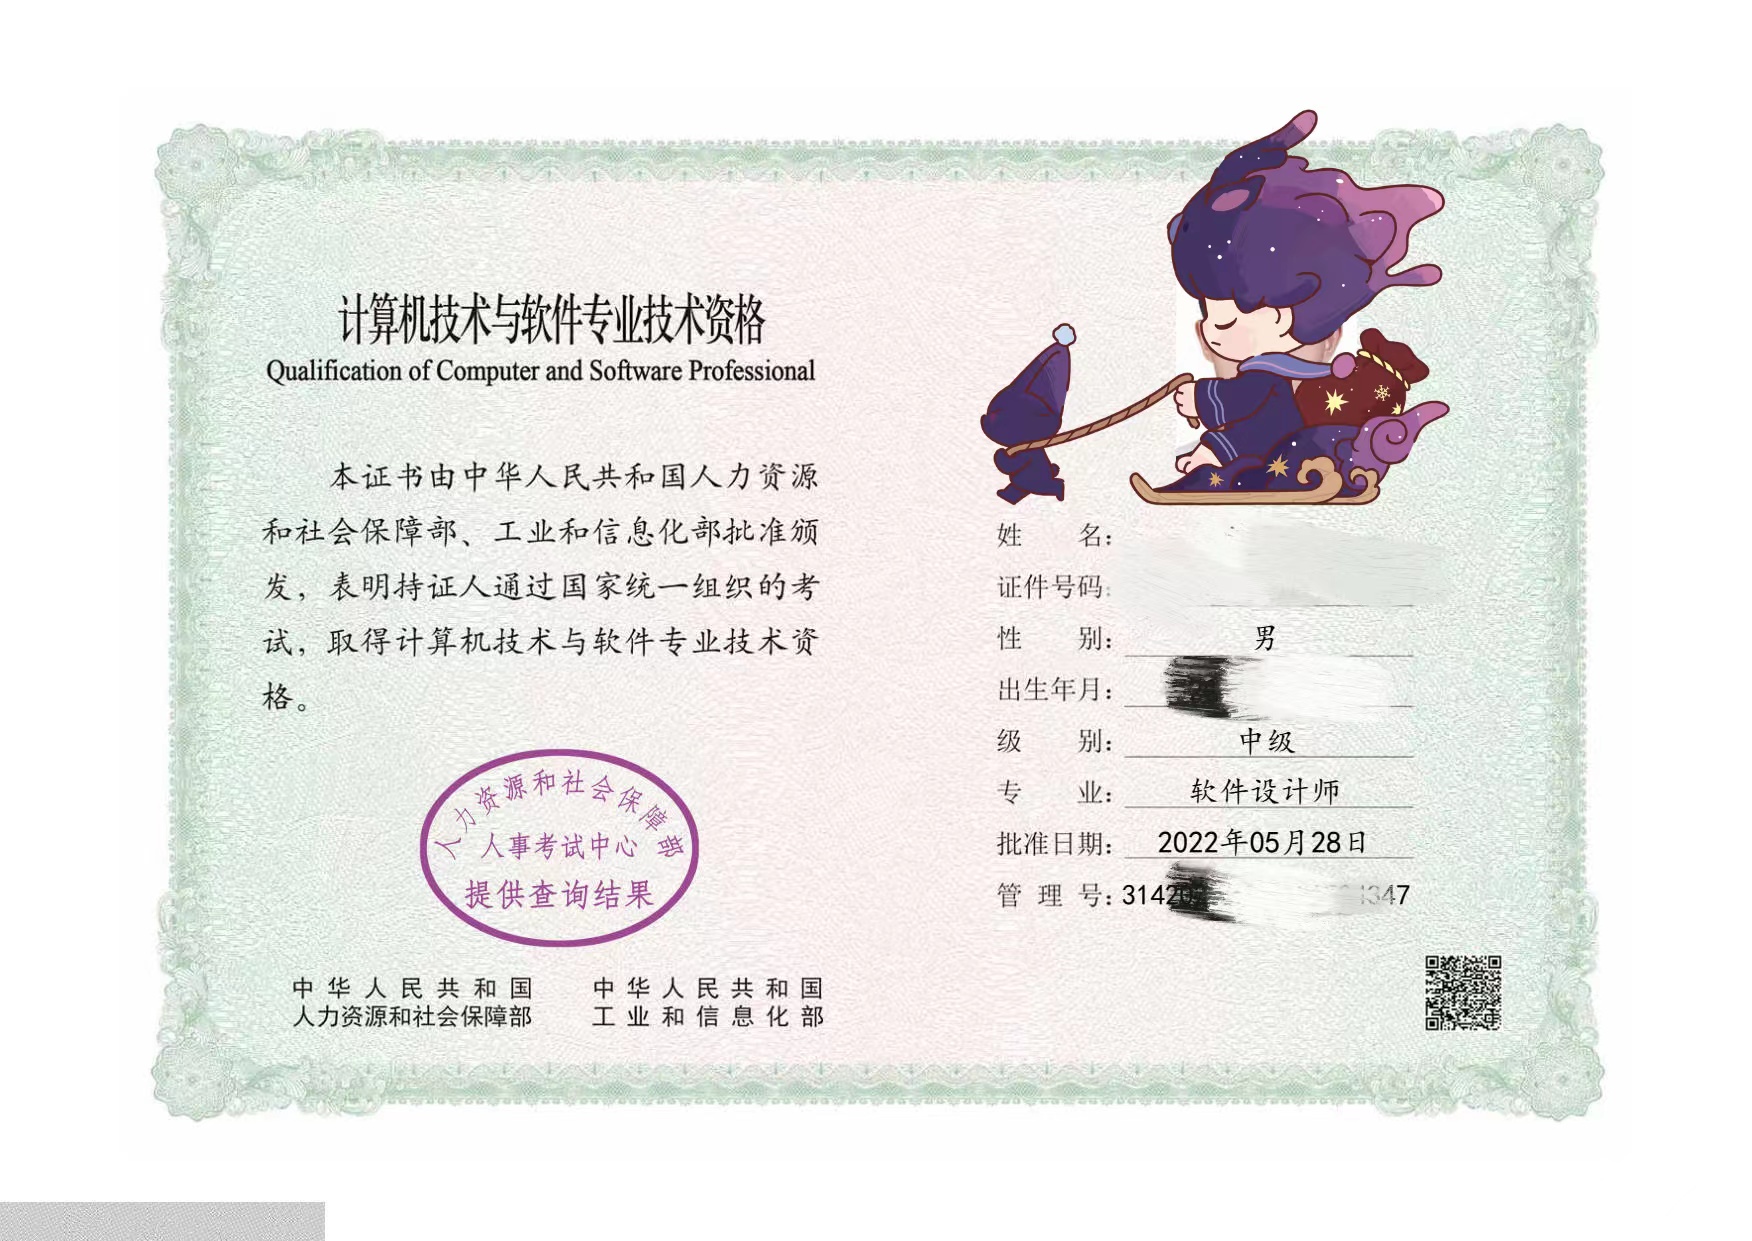 计算机技术与软件专业技术资格
Qualification of Computer and Software Professional
本证书由中华人民共和国人力资源
和社会保障部、工业和信息化部批准颁
发，表明持证人通过国家统一组织的考
试，取得计算机技术与软件专业技术资
格。
人力资源和社会保障部
人事考试中心
提供查询结果
中华人民共和国
人力资源和社会保障部
中华人民共和国
工业和信息化部
姓名：
证件号码：
性别：男
出生年月：
级别：中级
专业：软件设计师
批准日期：2022年05月28日
管理号：3142 347